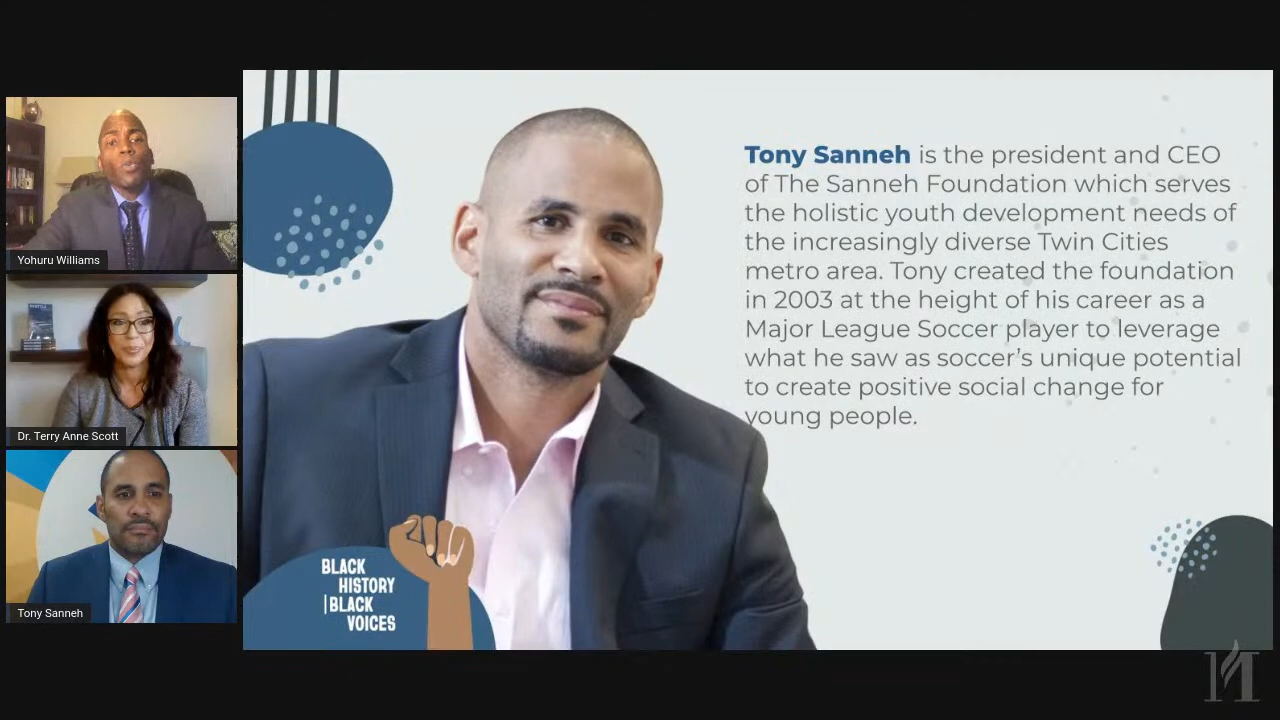 Yohuru Williams
Dr. Terry Anne Scott
Tony Sanneh
Tony Sanneh is the president and CEO
of The Sanneh Foundation which serves
the holistic youth development needs of
the increasingly diverse Twin Cities
metro area. Tony created the foundation
in 2003 at the height of his career as a
Major League Soccer player to leverage
what he saw as soccer's unique potential
to create positive social change for
young people.
BLACK
HISTORY
|BLACK
VOICES